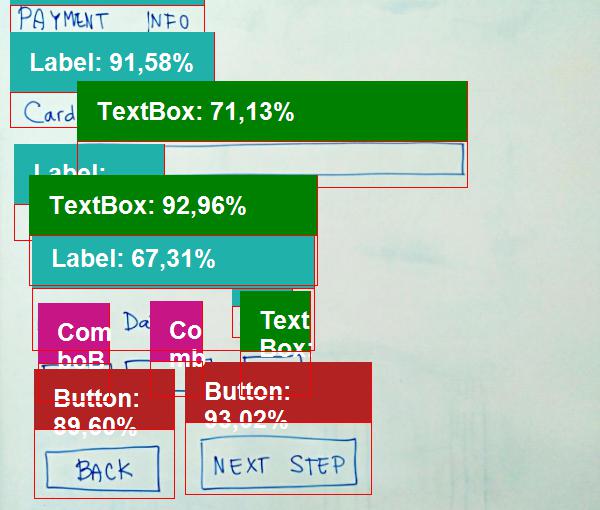 PAYMENT INFO
Label: 91,58%
Card
TextBox: 71,13%
Label:
TextBox: 92,96%
Label: 67,31%
Da
Com
boB
Co
mb
Text
Box:
Button:
89,60%
Button:
93,02%
BACK
NEXT STEP